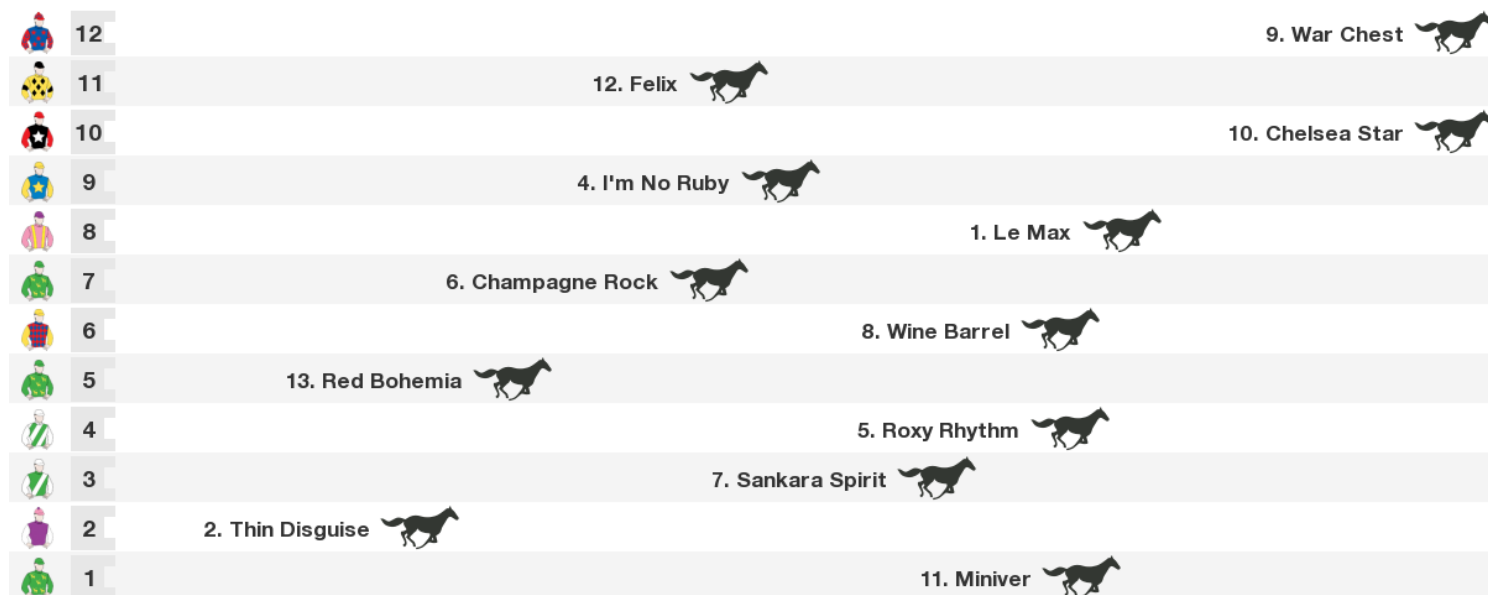 12 9. War Chest
11 12. Felix
10 10. Chelsea Star
9 4. I'm No Ruby
8 1. Le Max
7 6. Champagne Rock
6 8. Wine Barrel
5 13. Red Bohemia
4 5. Roxy Rhythm
3 7. Sankara Spirit
2 2. Thin Disguise
1 11. Miniver